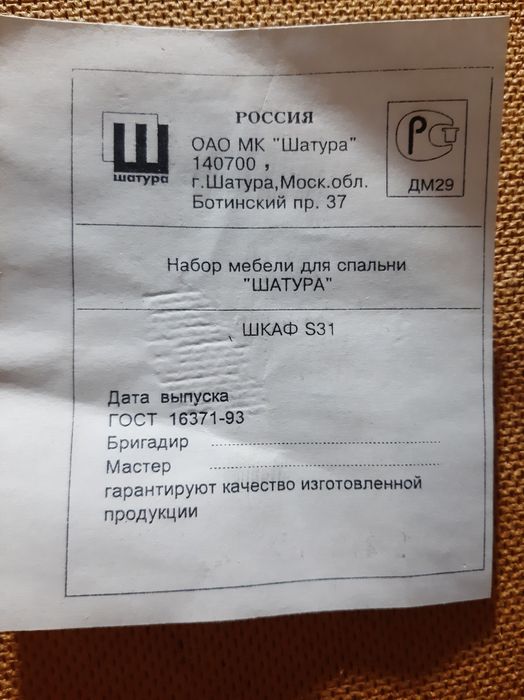 РОССИЯ
Ш
шатура
ОАО МК "Шатура"
140700 ,
г.Шатура,Моск.обл.
Ботинский пр. 37
РСТ
ДМ29
Набор мебели для спальни
"ШАТУРА"
ШКАФ S31
Дата выпуска
ГОСТ 16371-93
Бригадир
Мастер
гарантируют качество изготовленной
продукции